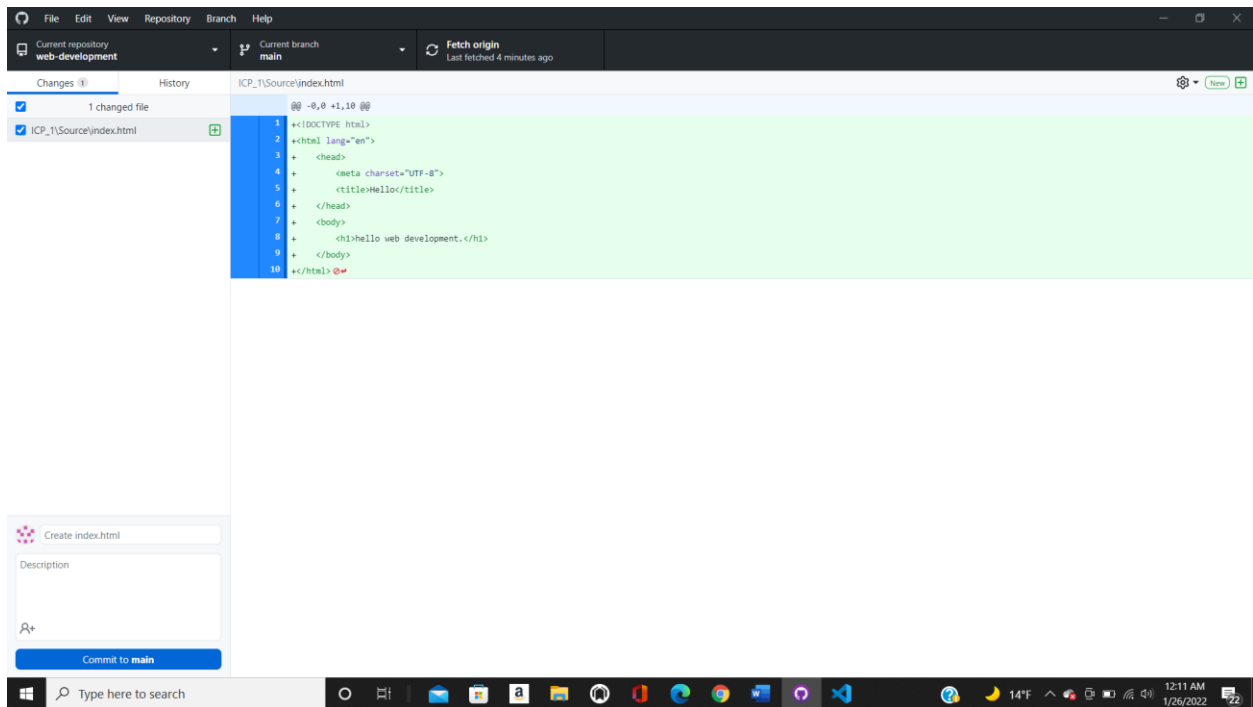 File Edit View Repository Branch Help
Current repository
web-development
Current branch
main
Fetch origin
Last fetched 4 minutes ago
Changes 1 History
ICP_1\Source\index.html
New
1 changed file
ICP_1\Source\index.html
@@ -0,0 +1,10 @@
1 +<!DOCTYPE html>
2 +<html lang="en">
3 +    <head>
4 +        <meta charset="UTF-8">
5 +        <title>Hello</title>
6 +    </head>
7 +    <body>
8 +        <h1>hello web development.</h1>
9 +    </body>
10 +</html>
Create index.html
Description
Commit to main
Type here to search
a
W
14°F
12:11 AM
1/26/2022
22